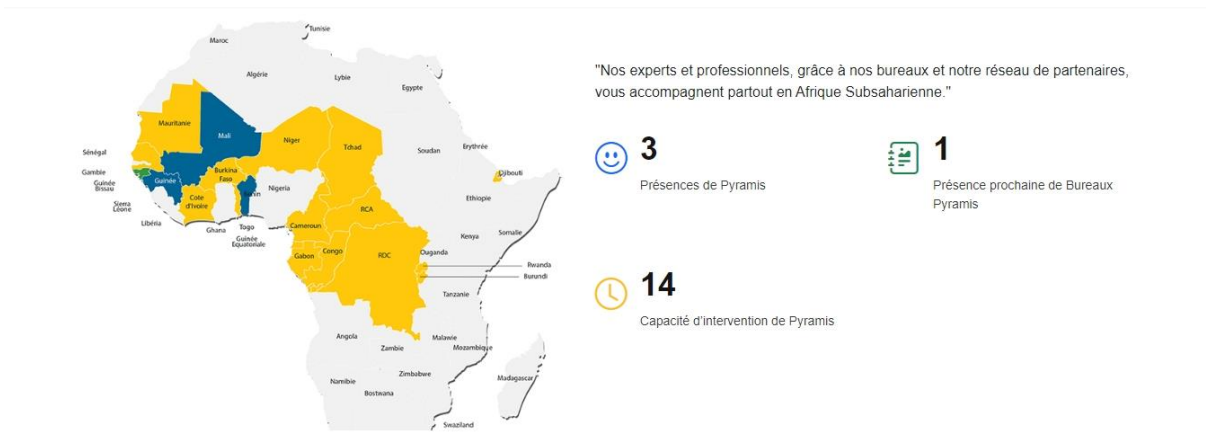 Tunisie
Maroc
Algérie
Lybie
Egypte
Mauritanie
Mali
Niger
Tchad
Soudan
Erythrée
Sénégal
Gambie
Guinée
Bissau
Guinée
Burkina
Faso
Bénin
Nigeria
Djibouti
Ethiopie
Sierra
Léone
Cote
d'Ivoire
RCA
Libéria
Ghana
Togo
Cameroun
Guinée
Equatoriale
Kenya
Somalie
Gabon
Congo
RDC
Ouganda
Rwanda
Burundi
Tanzanie
Angola
Zambie
Malawie
Mozambique
Namibie
Zimbabwe
Bostwana
Madagascar
Swaziland
"Nos experts et professionnels, grâce à nos bureaux et notre réseau de partenaires,
vous accompagnent partout en Afrique Subsaharienne."
3
Présences de Pyramis
1
Présence prochaine de Bureaux
Pyramis
14
Capacité d'intervention de Pyramis